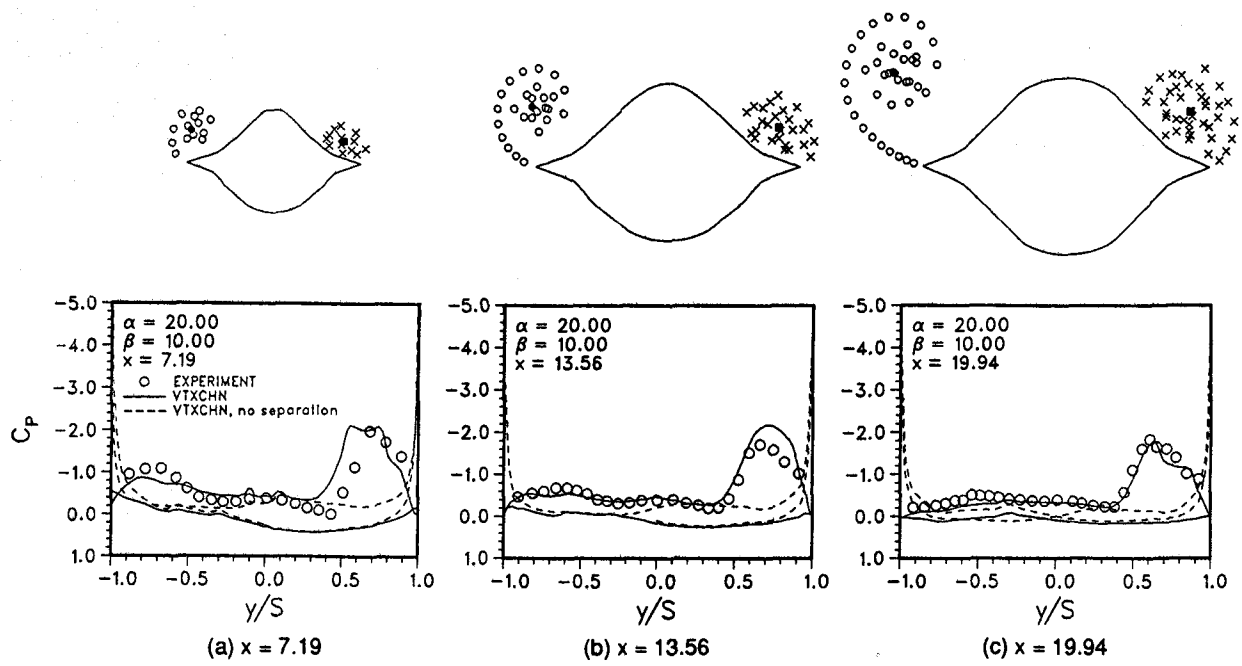 -5.0
-4.0
-3.0
-2.0
-1.0
0.0
1.0
Cp
α = 20.00
β = 10.00
x = 7.19
EXPERIMENT
VTXCHN
VTXCHN, no separation
-1.0 -0.5 0.0 0.5 1.0
y/S
(a) x = 7.19
-5.0
-4.0
-3.0
-2.0
-1.0
0.0
1.0
α = 20.00
β = 10.00
x = 13.56
-1.0 -0.5 0.0 0.5 1.0
y/S
(b) x = 13.56
-5.0
-4.0
-3.0
-2.0
-1.0
0.0
1.0
α = 20.00
β = 10.00
x = 19.94
-1.0 -0.5 0.0 0.5 1.0
y/S
(c) x = 19.94